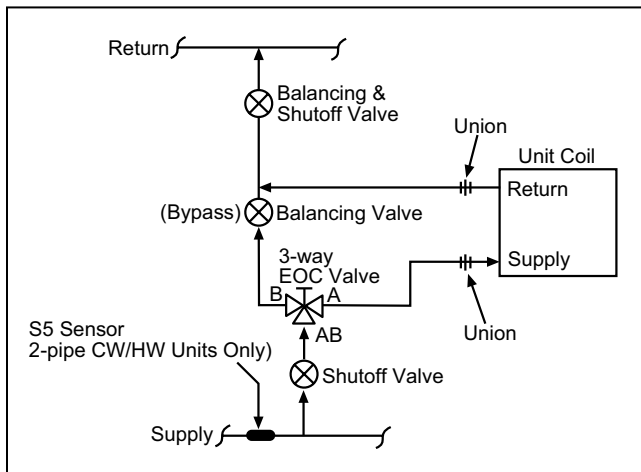 Return
Balancing &
Shutoff Valve
Union
Unit Coil
Return
(Bypass)
Balancing Valve
3-way
EOC Valve
Supply
B
A
Union
AB
S5 Sensor
2-pipe CW/HW Units Only)
Shutoff Valve
Supply